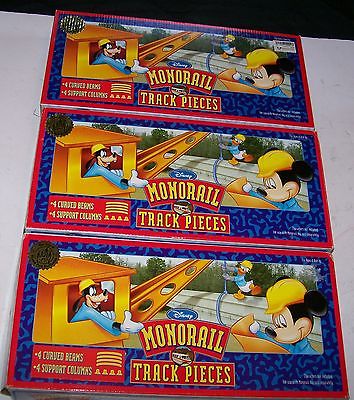 Disney
MONORAIL
TRACK PIECES
•4 CURVED BEAMS
•4 SUPPORT COLUMNS
Disney
MONORAIL
TRACK PIECES
•4 CURVED BEAMS
•4 SUPPORT COLUMNS
Disney
MONORAIL
TRACK PIECES
•4 CURVED BEAMS
•4 SUPPORT COLUMNS